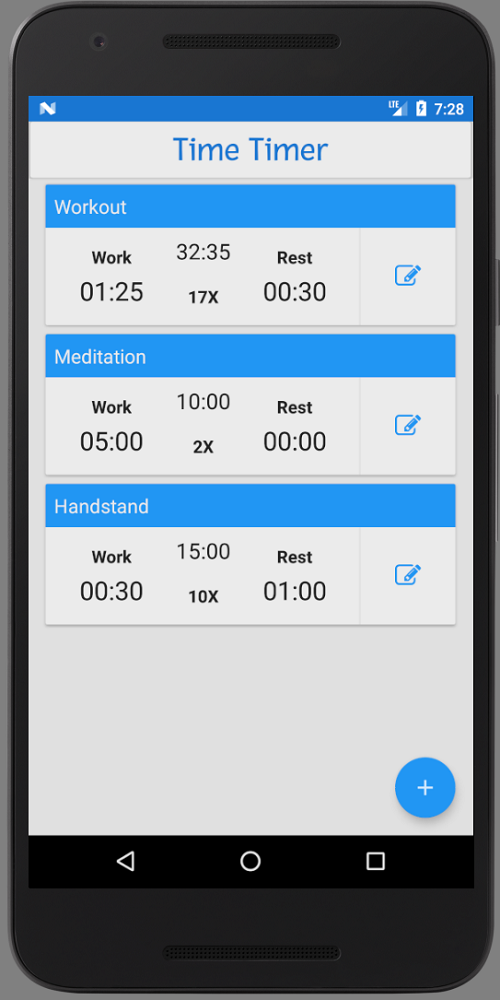 LTE 7:28
Time Timer
Workout
Work 32:35 Rest
01:25 17X 00:30
Meditation
Work 10:00 Rest
05:00 2X 00:00
Handstand
Work 15:00 Rest
00:30 10X 01:00
+